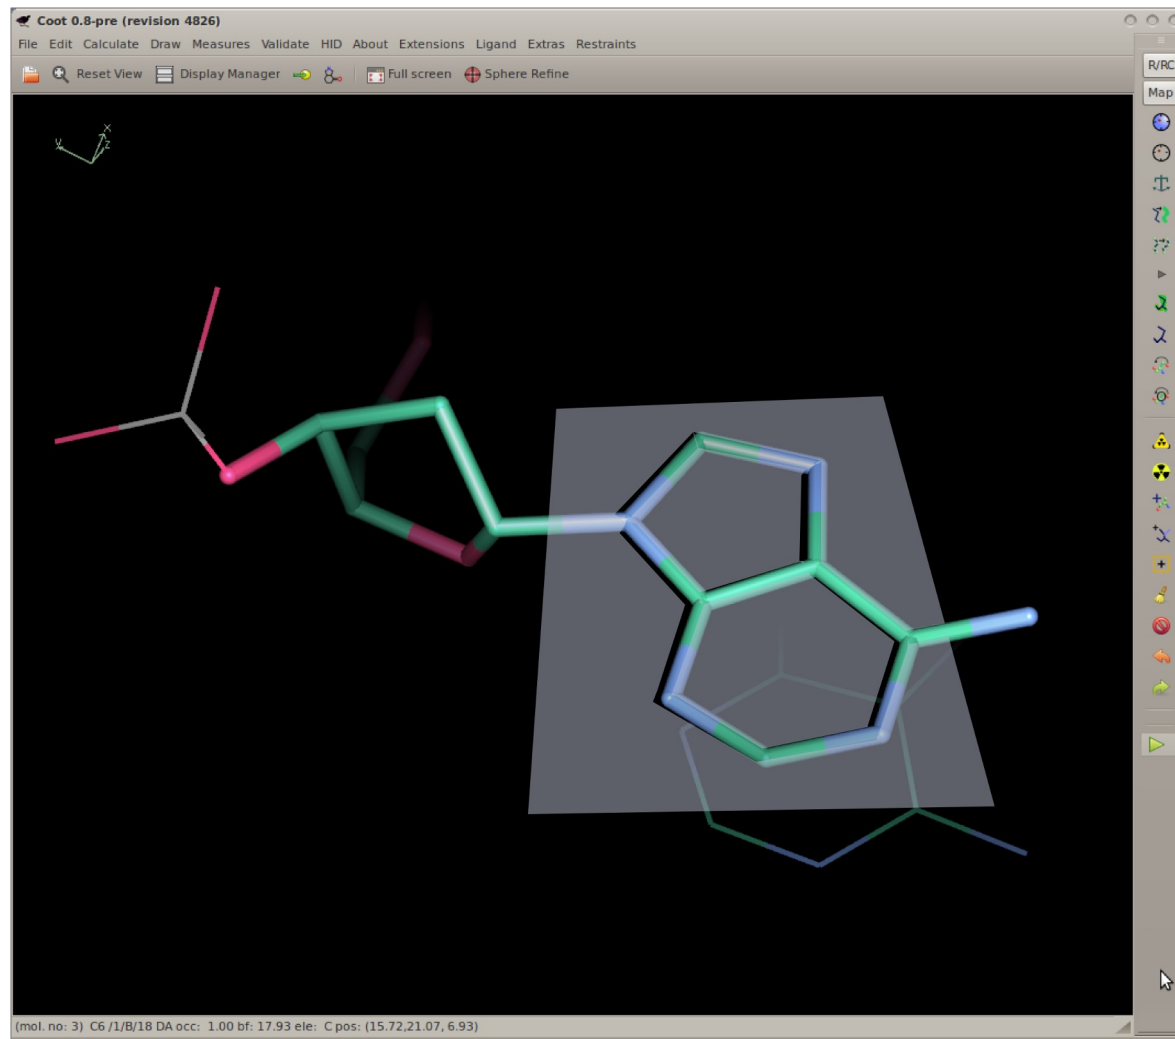 Coot 0.8-pre (revision 4826)
File Edit Calculate Draw Measures Validate HID About Extensions Ligand Extras Restraints
Reset View Display Manager Full screen Sphere Refine
R/RC
Map
x
y
z
(mol. no: 3) C6 /1/B/18 DA occ: 1.00 bf: 17.93 ele: C pos: (15.72,21.07, 6.93)